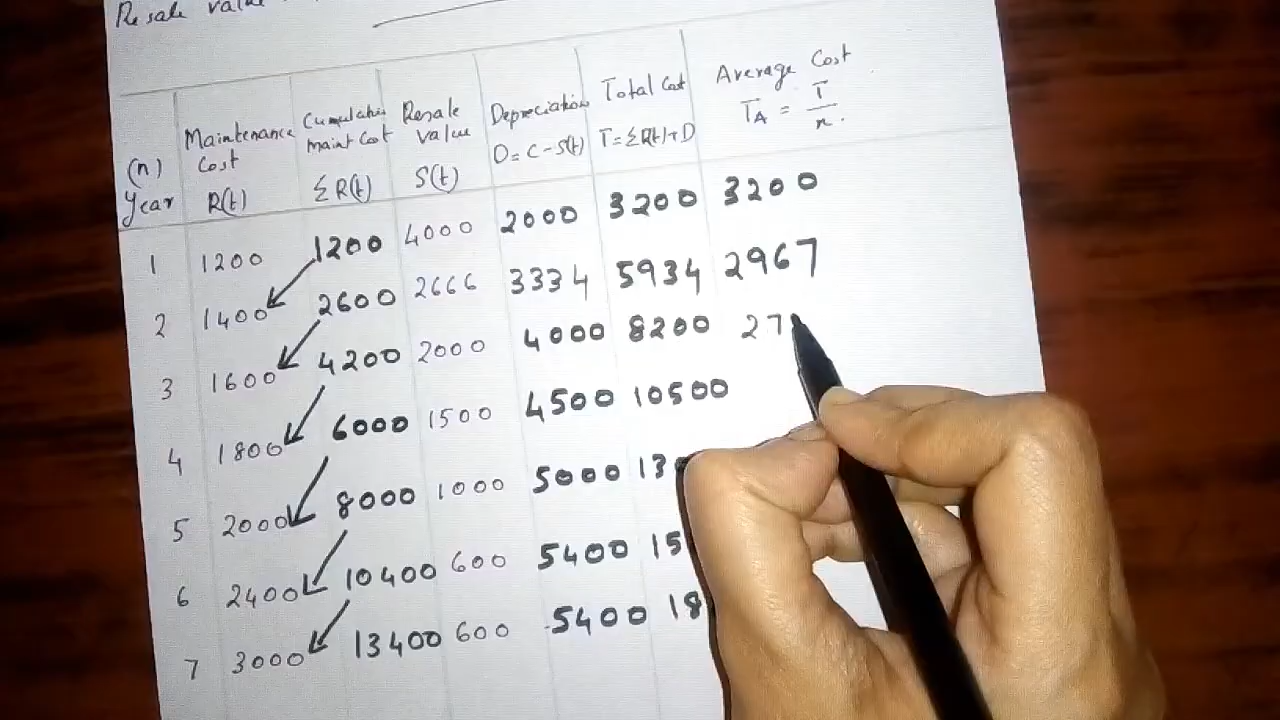 Resale value
(n) Year | Maintenance Cost R(t) | Cumulative maint Cost ΣR(t) | Resale value S(t) | Depreciation D = C - S(t) | Total Cost T = ΣR(t)+D | Average Cost TA = T/n.
1 1200 1200 4000 2000 3200 3200
2 1400 2600 2666 3334 5934 2967
3 1600 4200 2000 4000 8200 27
4 1800 6000 1500 4500 10500
5 2000 8000 1000 5000 13
6 2400 10400 600 5400 15
7 3000 13400 600 5400 18